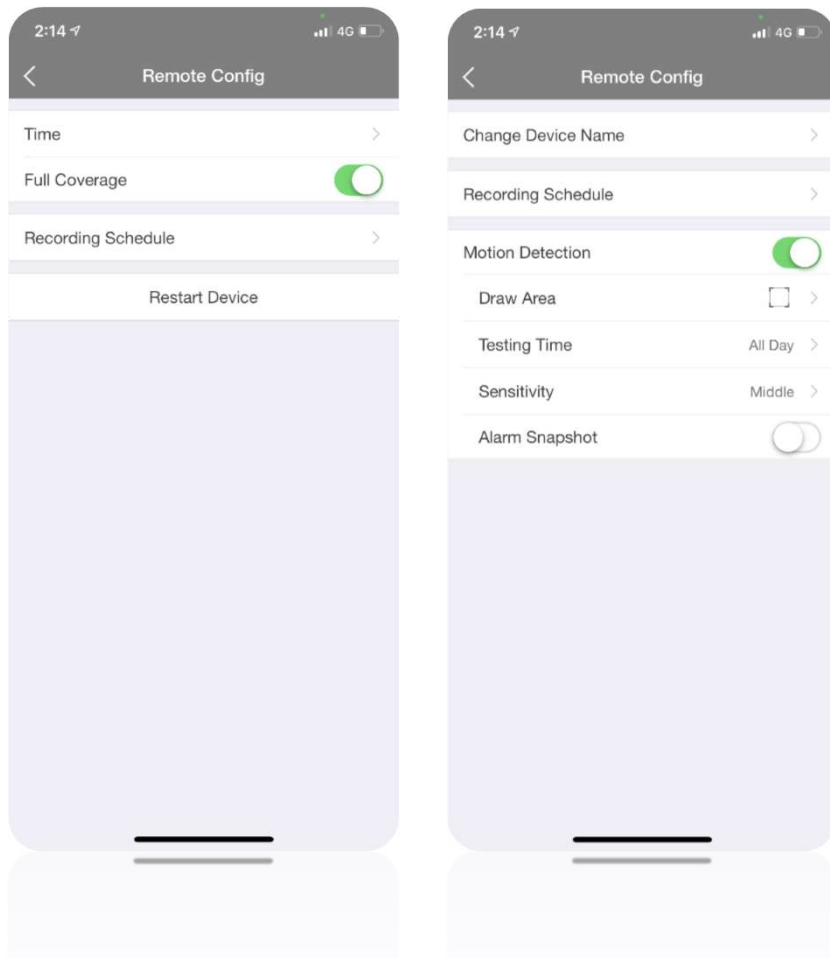 2:14 4G
Remote Config
Time
Full Coverage
Recording Schedule
Restart Device
2:14 4G
Remote Config
Change Device Name
Recording Schedule
Motion Detection
Draw Area
Testing Time All Day
Sensitivity Middle
Alarm Snapshot